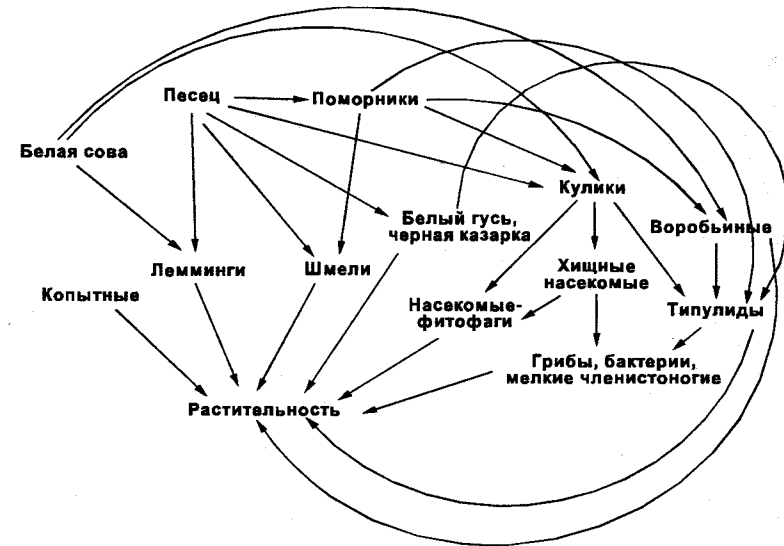 Песец
Поморники
Белая сова
Кулики
Белый гусь,
черная казарка
Воробьиные
Лемминги
Шмели
Хищные
насекомые
Копытные
Насекомые-
фитофаги
Типулиды
Грибы, бактерии,
мелкие членистоногие
Растительность